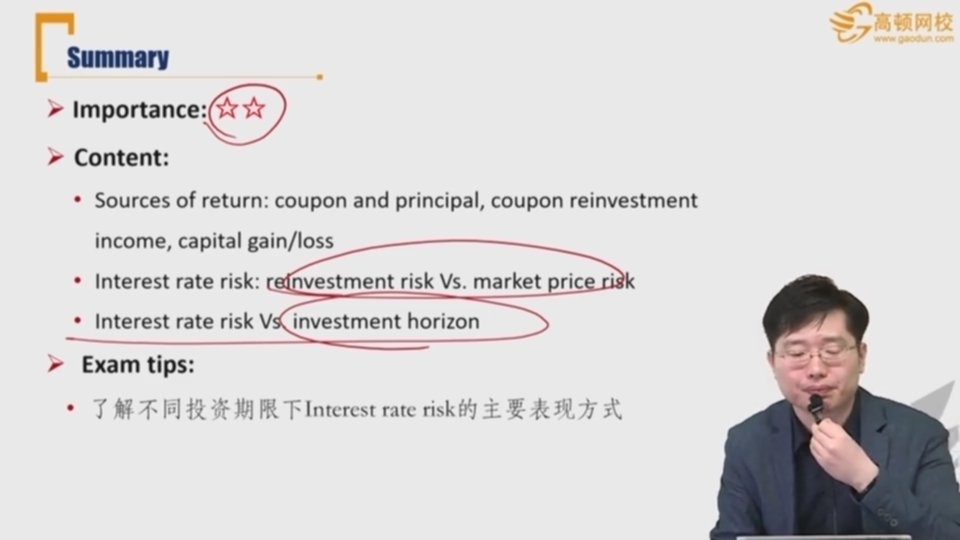 高顿网校
www.gaodun.com
Summary
Importance: ☆☆
Content:
Sources of return: coupon and principal, coupon reinvestment
income, capital gain/loss
Interest rate risk: reinvestment risk Vs. market price risk
Interest rate risk Vs. investment horizon
Exam tips:
了解不同投资期限下Interest rate risk的主要表现方式